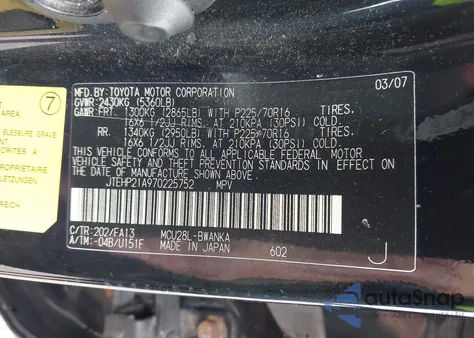 MFD.BY:TOYOTA MOTOR CORPORATION 03/07
GVWR:2430KG (5360LB)
GAWR:FRT. 1300KG (2865LB) WITH P225/70R16 TIRES.
16X6 1/2JJ RIMS. AT 210KPA (30PSI) COLD.
RR. 1340KG (2950LB) WITH P225/70R16 TIRES.
16X6 1/2JJ RIMS. AT 210KPA (30PSI) COLD.
THIS VEHICLE CONFORMS TO ALL APPLICABLE FEDERAL
MOTOR VEHICLE SAFETY STANDARDS IN EFFECT ON
THE DATE OF MANUFACTURE SHOWN ABOVE.
JTEHP21A970225752 MPV
C/TR:202/FA13 MCU28L-BWANKA
A/TM:-04B/U151F MADE IN JAPAN 602
J
7
BLESSURE GRAVE
PROPRIETAIRE
autoSnap